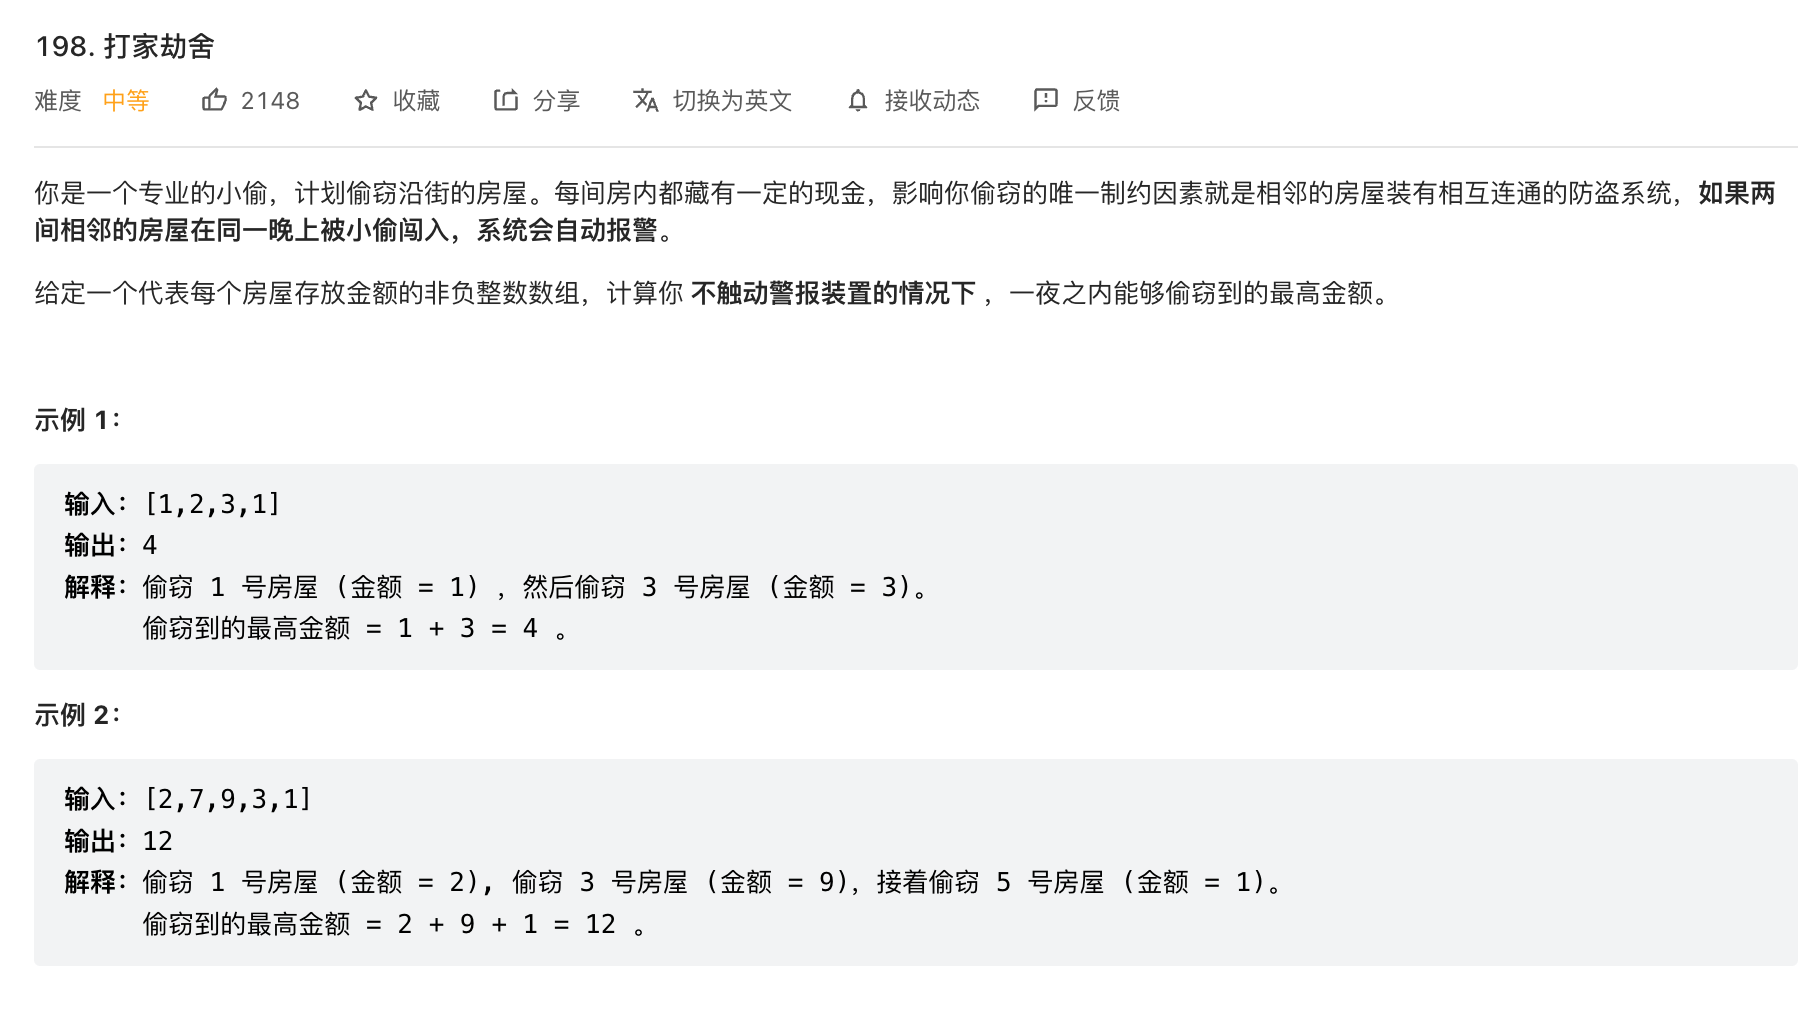 198. 打家劫舍
难度 中等 2148 收藏 分享 切换为英文 接收动态 反馈
你是一个专业的小偷，计划偷窃沿街的房屋。每间房内都藏有一定的现金，影响你偷窃的唯一制约因素就是相邻的房屋装有相互连通的防盗系统，如果两
间相邻的房屋在同一晚上被小偷闯入，系统会自动报警。
给定一个代表每个房屋存放金额的非负整数数组，计算你 不触动警报装置的情况下 ，一夜之内能够偷窃到的最高金额。
示例 1：
输入：[1,2,3,1]
输出：4
解释：偷窃 1 号房屋 (金额 = 1) ，然后偷窃 3 号房屋 (金额 = 3)。
偷窃到的最高金额 = 1 + 3 = 4 。
示例 2：
输入：[2,7,9,3,1]
输出：12
解释：偷窃 1 号房屋 (金额 = 2), 偷窃 3 号房屋 (金额 = 9)，接着偷窃 5 号房屋 (金额 = 1)。
偷窃到的最高金额 = 2 + 9 + 1 = 12 。